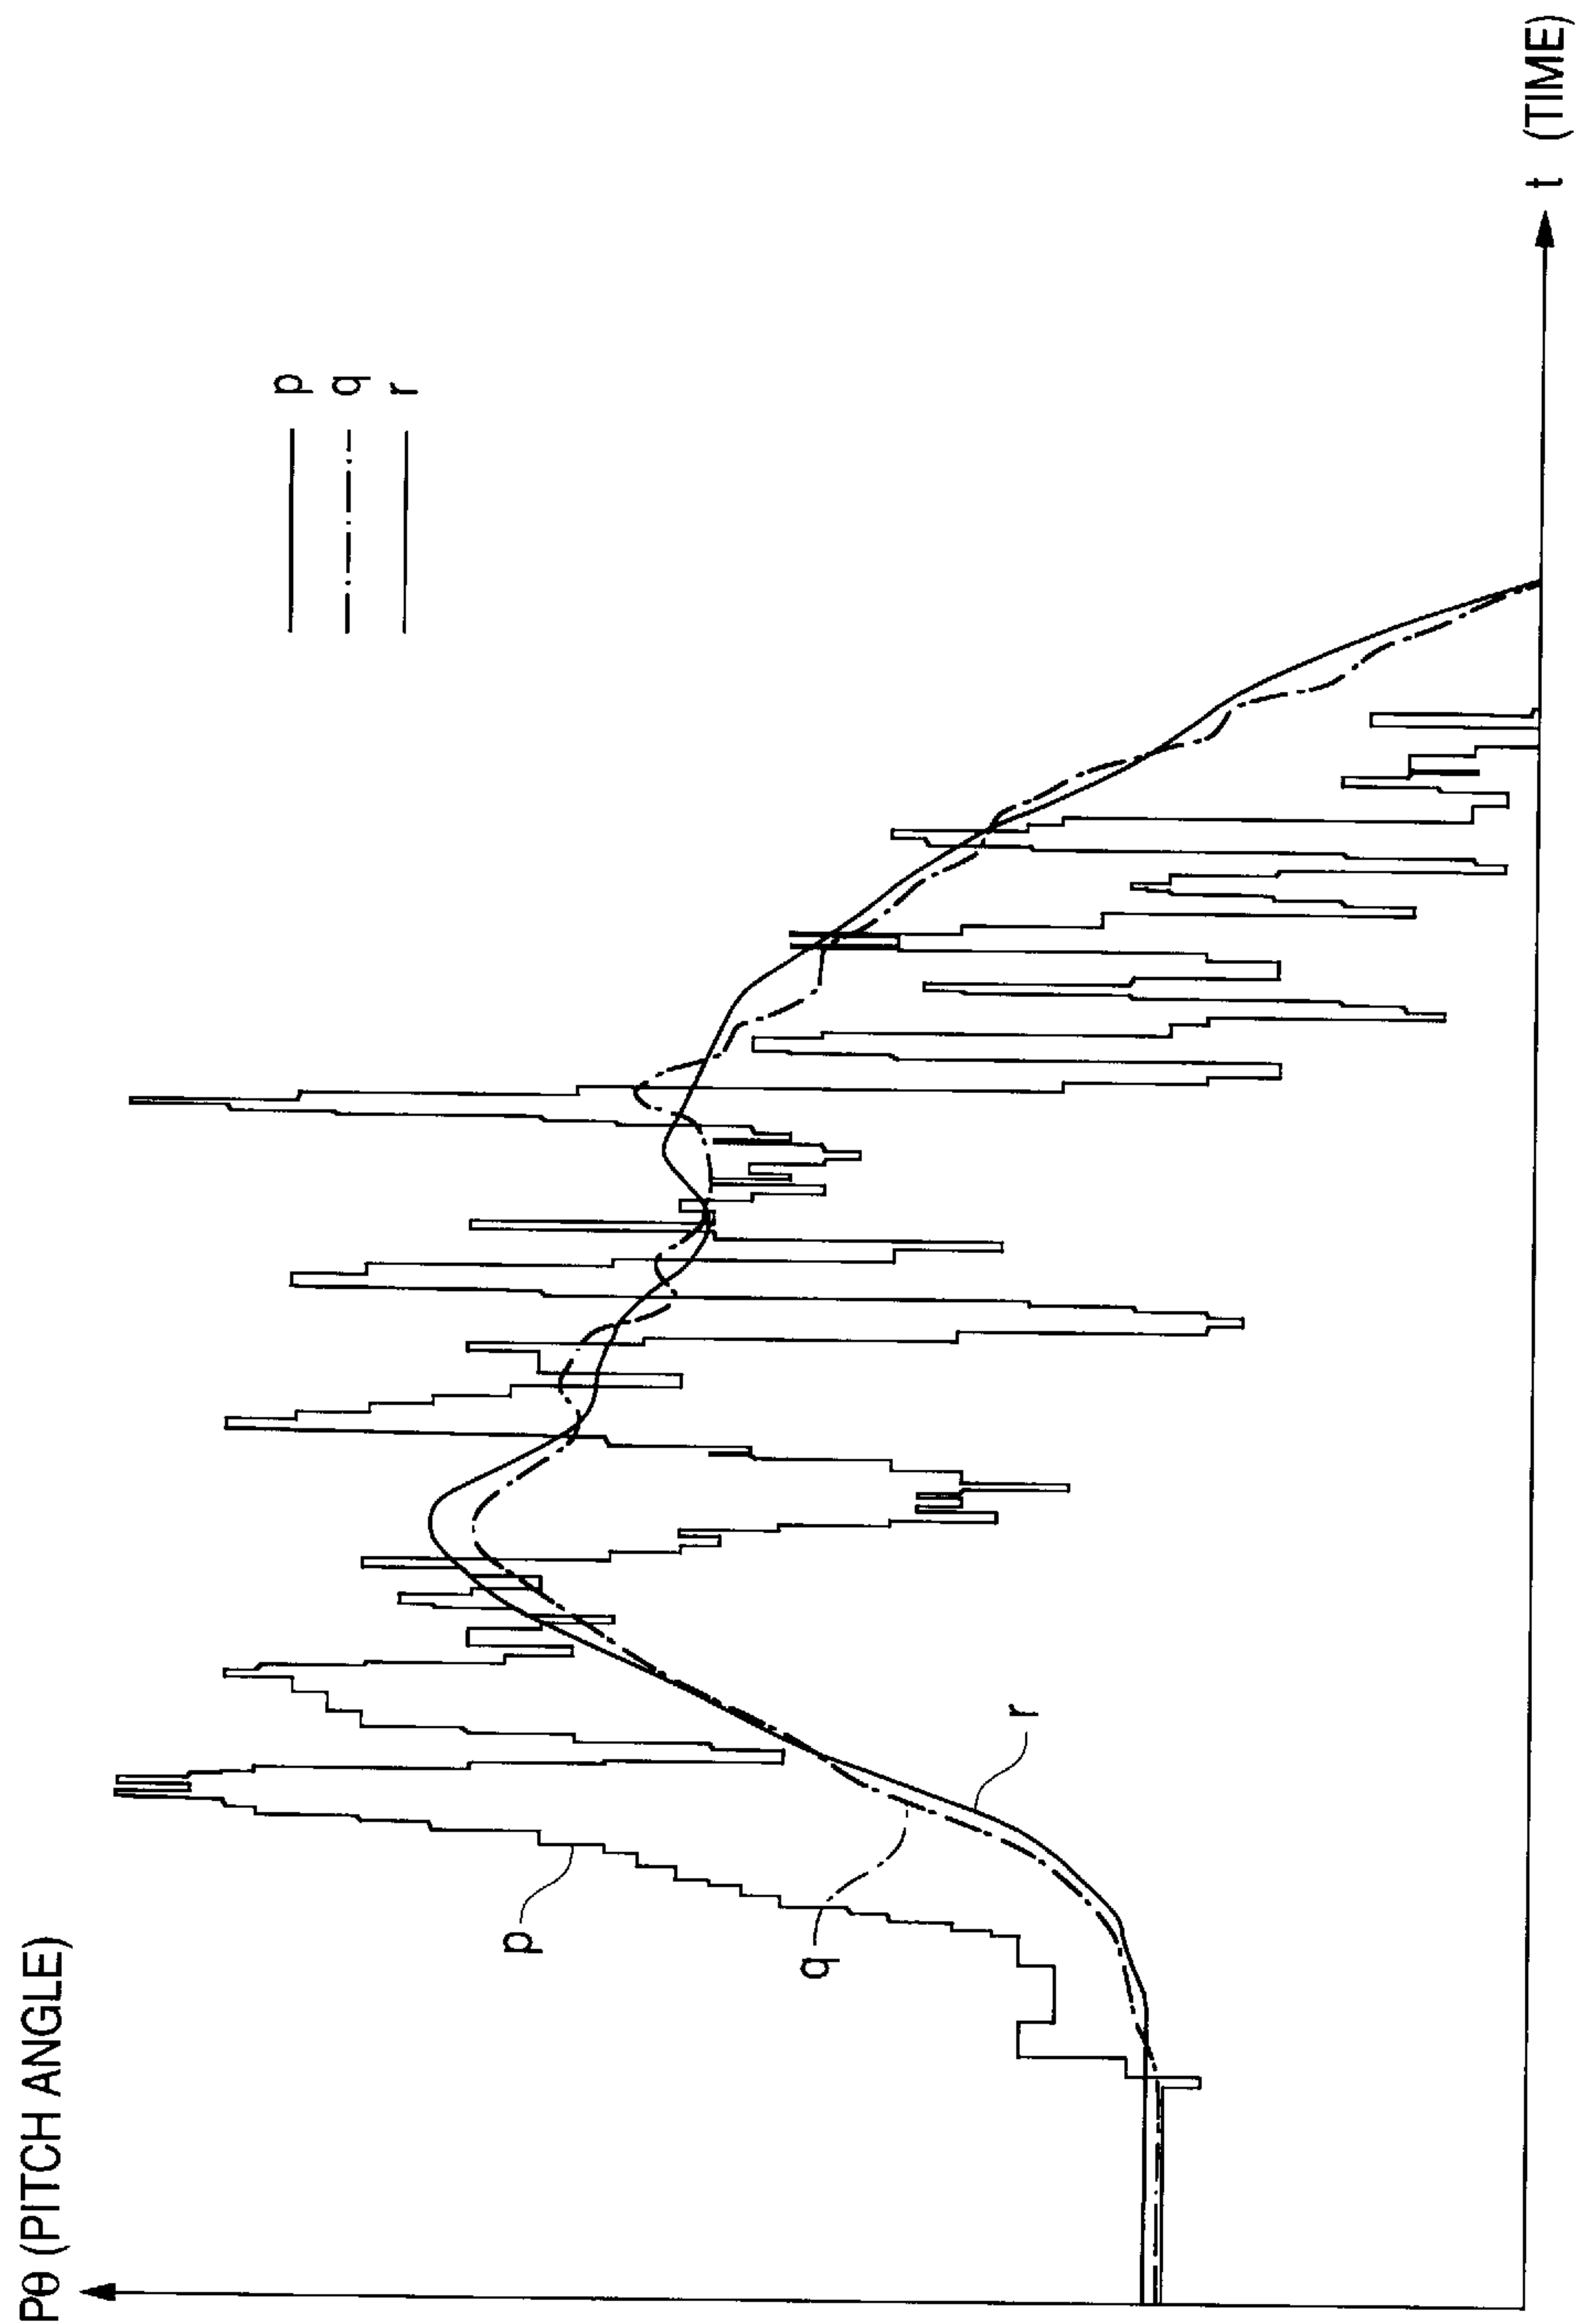 Pθ (PITCH ANGLE)
p
q
r
p
q
r
t (TIME)